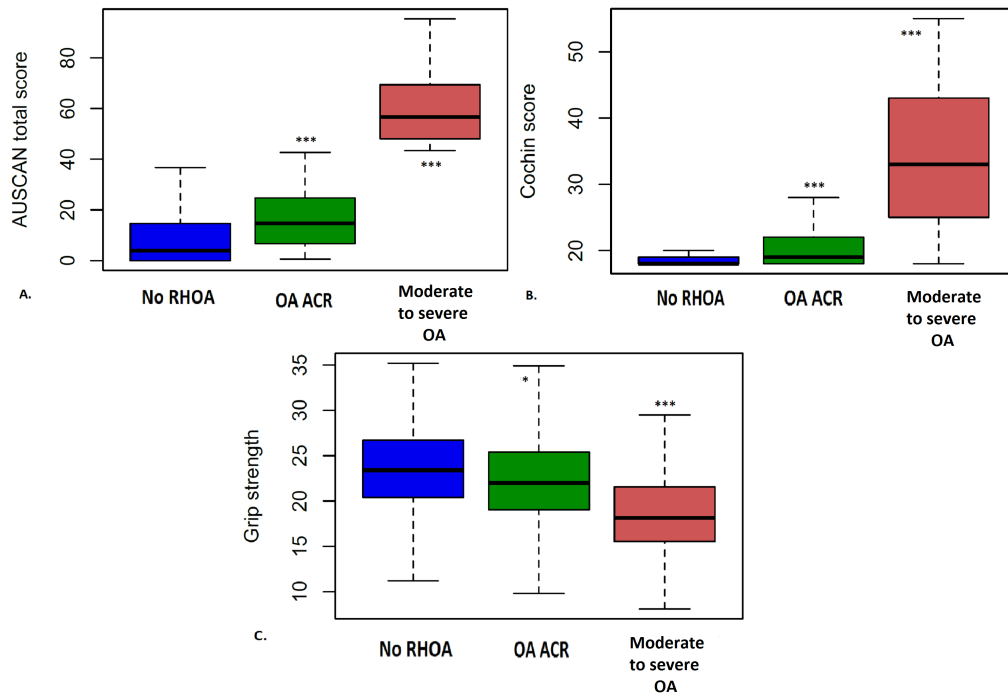 AUSCAN total score
80
60
40
20
0
***
***
No RHOA
OA ACR
Moderate
to severe
OA
A.
Cochin score
50
40
30
20
***
***
No RHOA
OA ACR
Moderate
to severe
OA
B.
Grip strength
35
30
25
20
15
10
*
***
No RHOA
OA ACR
Moderate
to severe
OA
C.